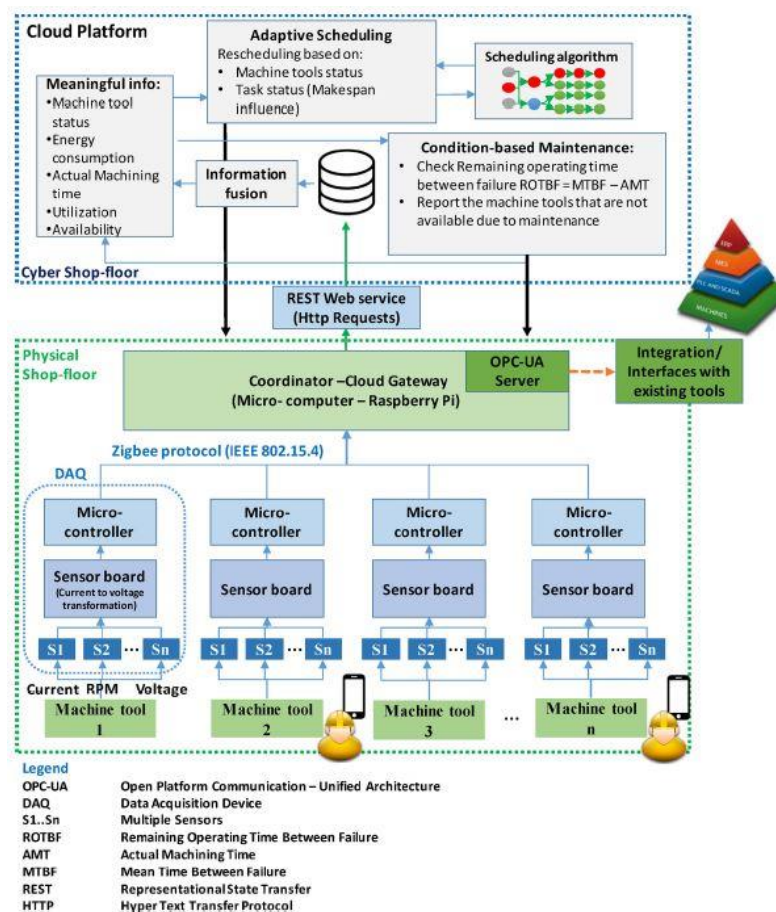 Cloud Platform
Adaptive Scheduling
Rescheduling based on:
• Machine tools status
• Task status (Makespan
influence)
Scheduling algorithm
Meaningful info:
•Machine tool
status
•Energy
consumption
•Actual Machining
time
•Utilization
•Availability
Information
fusion
Condition-based Maintenance:
• Check Remaining operating time
between failure ROTBF = MTBF – AMT
• Report the machine tools that are not
available due to maintenance
Cyber Shop-floor
ERP
MES
PLC AND SCADA
MACHINES
REST Web service
(Http Requests)
Physical
Shop-floor
Coordinator –Cloud Gateway
(Micro- computer – Raspberry Pi)
OPC-UA
Server
Integration/
Interfaces with
existing tools
Zigbee protocol (IEEE 802.15.4)
DAQ
Micro-
controller
Micro-
controller
Micro-
controller
Micro-
controller
Sensor board
(Current to voltage
transformation)
Sensor board
Sensor board
Sensor board
S1 S2 ... Sn
S1 S2 ... Sn
S1 S2 ... Sn
S1 S2 ... Sn
Current RPM Voltage
Machine tool
1
Machine tool
2
Machine tool
3
...
Machine tool
n
Legend
OPC-UA Open Platform Communication – Unified Architecture
DAQ Data Acquisition Device
S1..Sn Multiple Sensors
ROTBF Remaining Operating Time Between Failure
AMT Actual Machining Time
MTBF Mean Time Between Failure
REST Representational State Transfer
HTTP Hyper Text Transfer Protocol